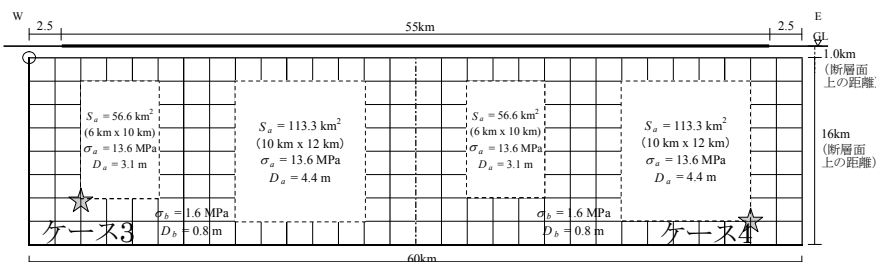 W
E
2.5
55km
2.5
GL
1.0km
(断層面
上の距離)
Sa = 56.6 km2
(6 km x 10 km)
σa = 13.6 MPa
Da = 3.1 m
Sa = 113.3 km2
(10 km x 12 km)
σa = 13.6 MPa
Da = 4.4 m
Sa = 56.6 km2
(6 km x 10 km)
σa = 13.6 MPa
Da = 3.1 m
Sa = 113.3 km2
(10 km x 12 km)
σa = 13.6 MPa
Da = 4.4 m
16km
(断層面
上の距離)
σb = 1.6 MPa
Db = 0.8 m
σb = 1.6 MPa
Db = 0.8 m
ケース3
ケース4
60km